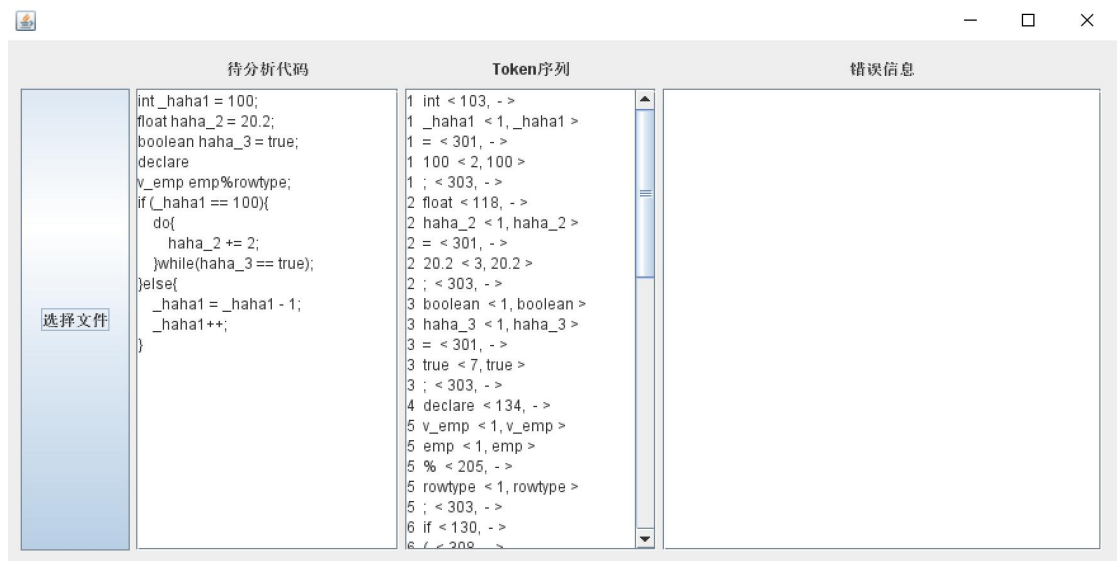 待分析代码
Token序列
错误信息
选择文件
int _haha1 = 100;
float haha_2 = 20.2;
boolean haha_3 = true;
declare
v_emp emp%rowtype;
if (_haha1 == 100){
do{
haha_2 += 2;
}while(haha_3 == true);
}else{
_haha1 = _haha1 - 1;
_haha1++;
}
1 int < 103, - >
1 _haha1 < 1, _haha1 >
1 = < 301, - >
1 100 < 2, 100 >
1 ; < 303, - >
2 float < 118, - >
2 haha_2 < 1, haha_2 >
2 = < 301, - >
2 20.2 < 3, 20.2 >
2 ; < 303, - >
3 boolean < 1, boolean >
3 haha_3 < 1, haha_3 >
3 = < 301, - >
3 true < 7, true >
3 ; < 303, - >
4 declare < 134, - >
5 v_emp < 1, v_emp >
5 emp < 1, emp >
5 % < 205, - >
5 rowtype < 1, rowtype >
5 ; < 303, - >
6 if < 130, - >
6 ( < 308, - >